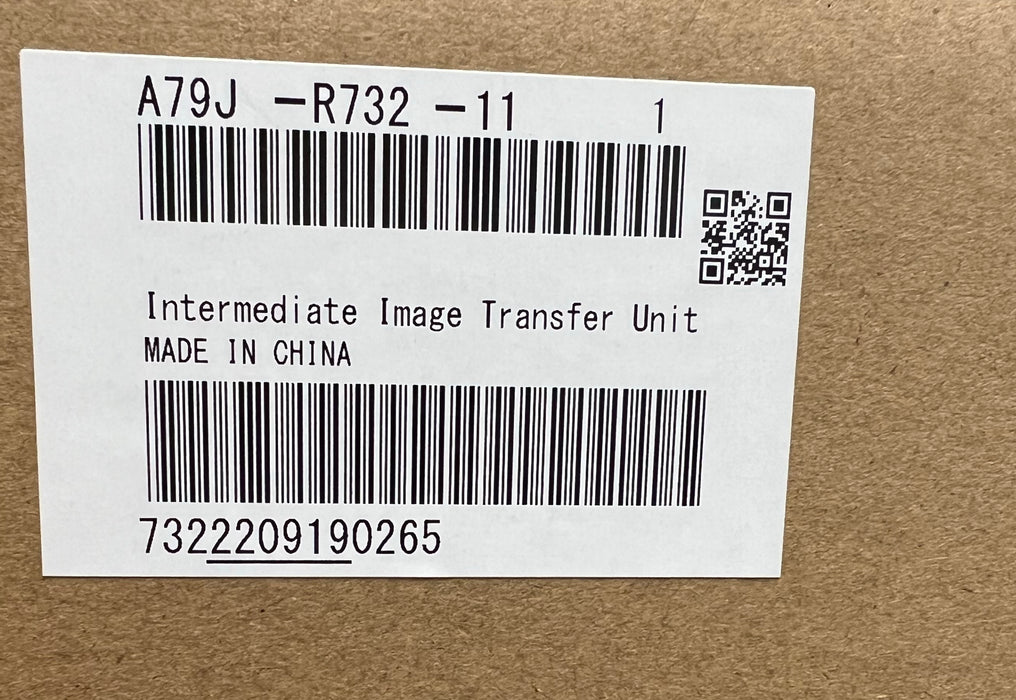 A79J -R732 -11 1
Intermediate Image Transfer Unit
MADE IN CHINA
7322209190265